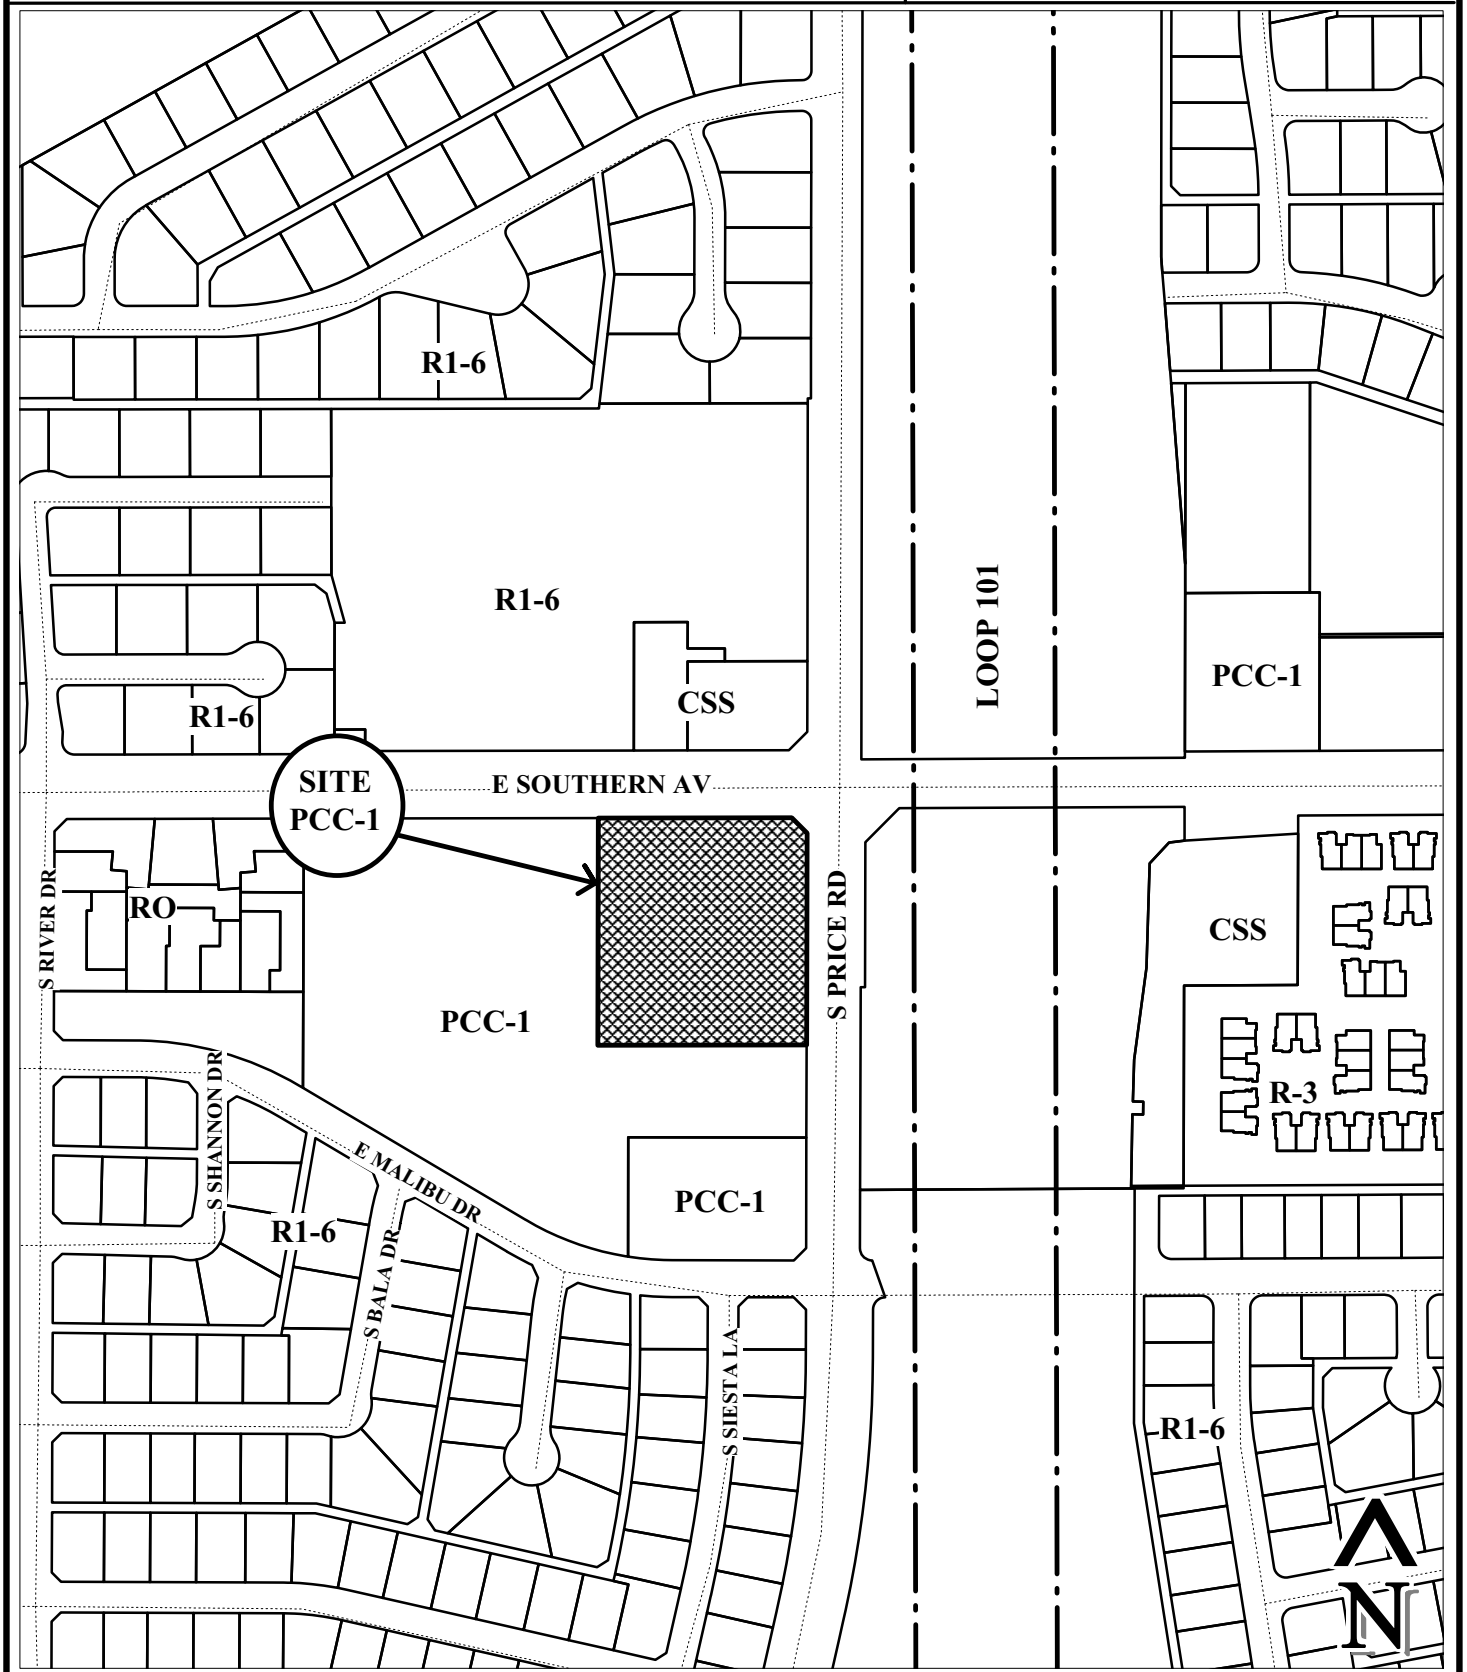 R1-6
R1-6
LOOP 101
PCC-1
CSS
R1-6
SITE
PCC-1
E SOUTHERN AV
S RIVER DR
RO
S PRICE RD
CSS
PCC-1
R-3
S SHANNON DR
E MALIBU DR
PCC-1
R1-6
S BALA DR
S SIESTA LA
R1-6
N